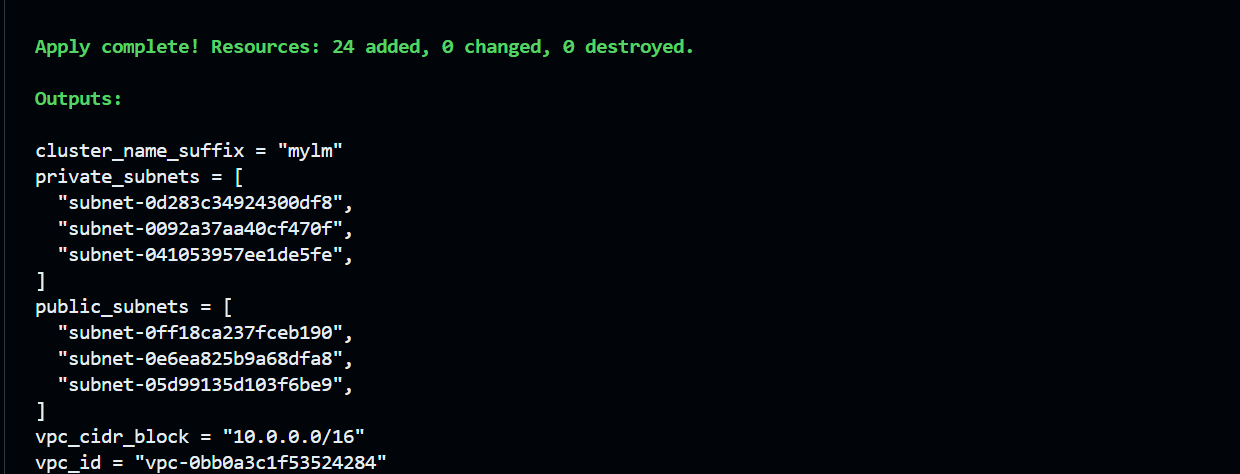 Apply complete! Resources: 24 added, 0 changed, 0 destroyed.
Outputs:
cluster_name_suffix = "mylm"
private_subnets = [
  "subnet-0d283c34924300df8",
  "subnet-0092a37aa40cf470f",
  "subnet-041053957ee1de5fe",
]
public_subnets = [
  "subnet-0ff18ca237fceb190",
  "subnet-0e6ea825b9a68dfa8",
  "subnet-05d99135d103f6be9",
]
vpc_cidr_block = "10.0.0.0/16"
vpc_id = "vpc-0bb0a3c1f53524284"